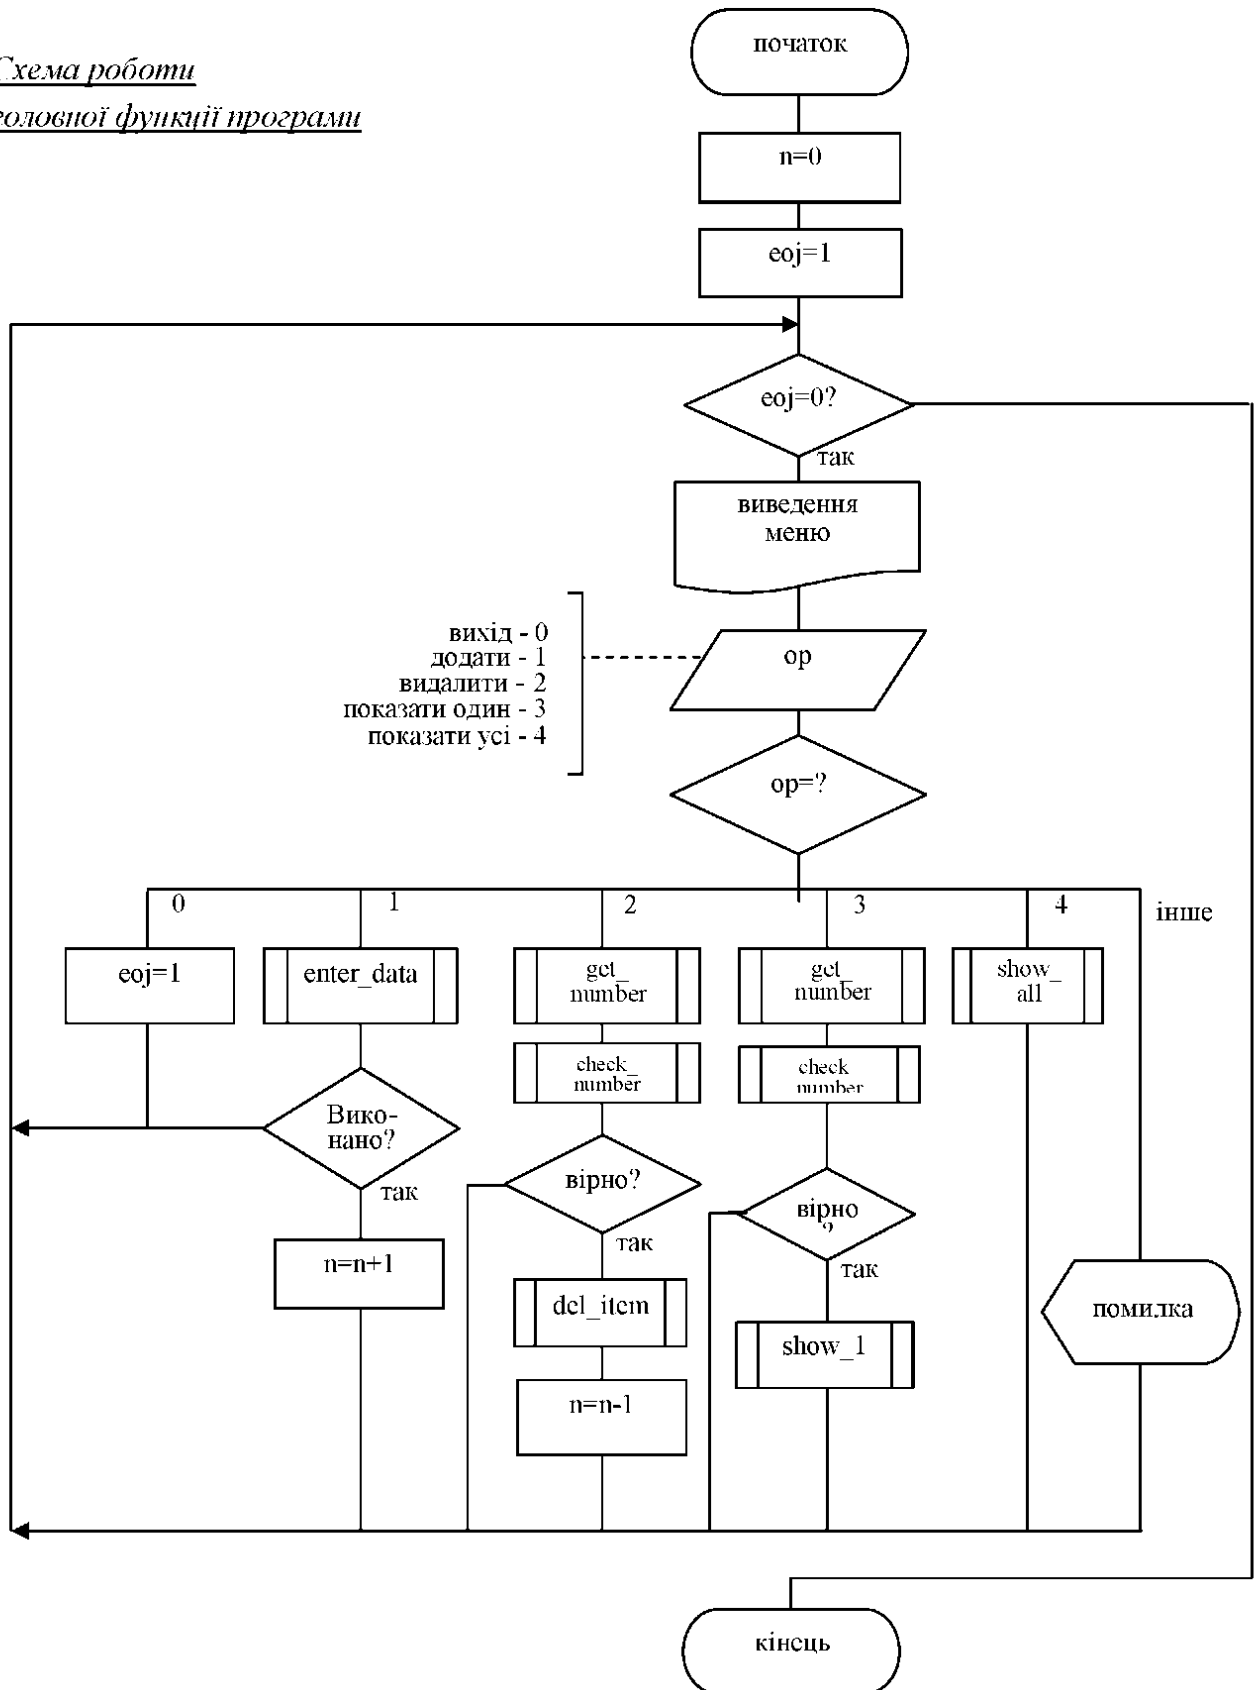 Схема роботи
головної функції програми
початок
n=0
eoj=1
eoj=0?
так
виведення
меню
вихід - 0
додати - 1
видалити - 2
показати один - 3
показати усі - 4
op
op=?
0
1
2
3
4
інше
eoj=1
enter_data
get_
number
get_
number
show_
all
check_
number
check_
number
Вико-
нано?
так
вірно?
так
вірно
?
так
n=n+1
del_item
n=n-1
show_1
помилка
кінець